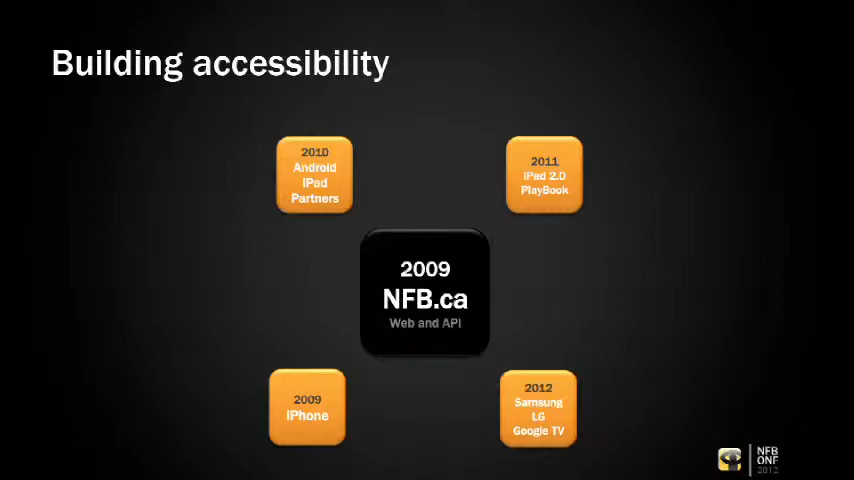 Building accessibility
2010
Android
iPad
Partners
2011
iPad 2.0
PlayBook
2009
NFB.ca
Web and API
2009
iPhone
2012
Samsung
LG
Google TV
NFB
ONF
2012